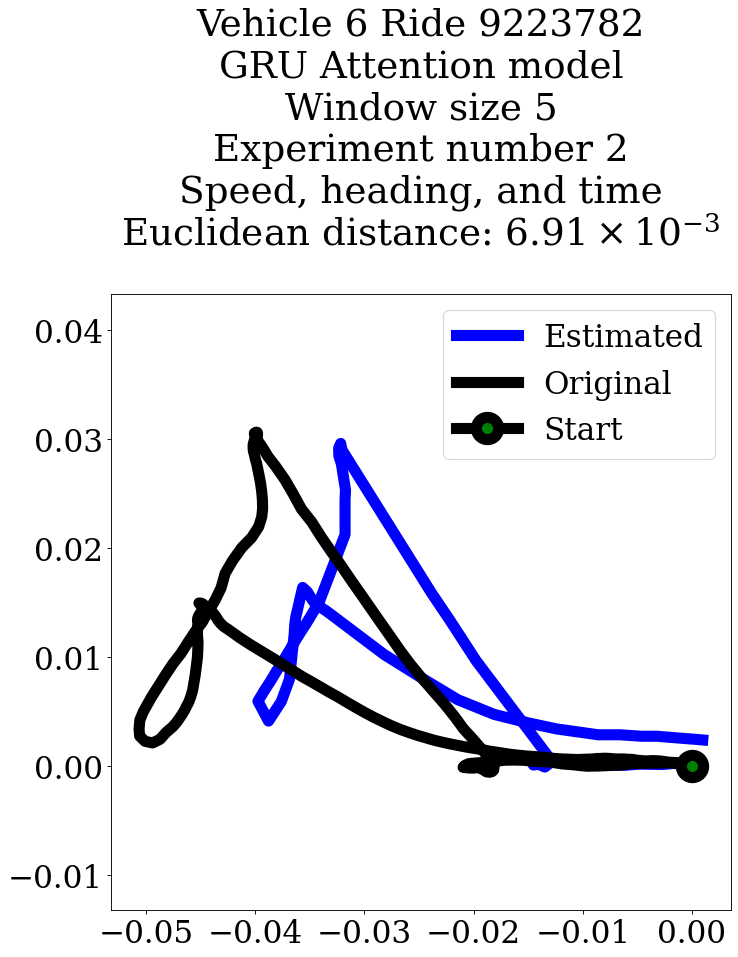 Vehicle 6 Ride 9223782
GRU Attention model
Window size 5
Experiment number 2
Speed, heading, and time
Euclidean distance: 6.91 × 10⁻³
Estimated
Original
Start
0.04
0.03
0.02
0.01
0.00
−0.01
−0.05 −0.04 −0.03 −0.02 −0.01 0.00